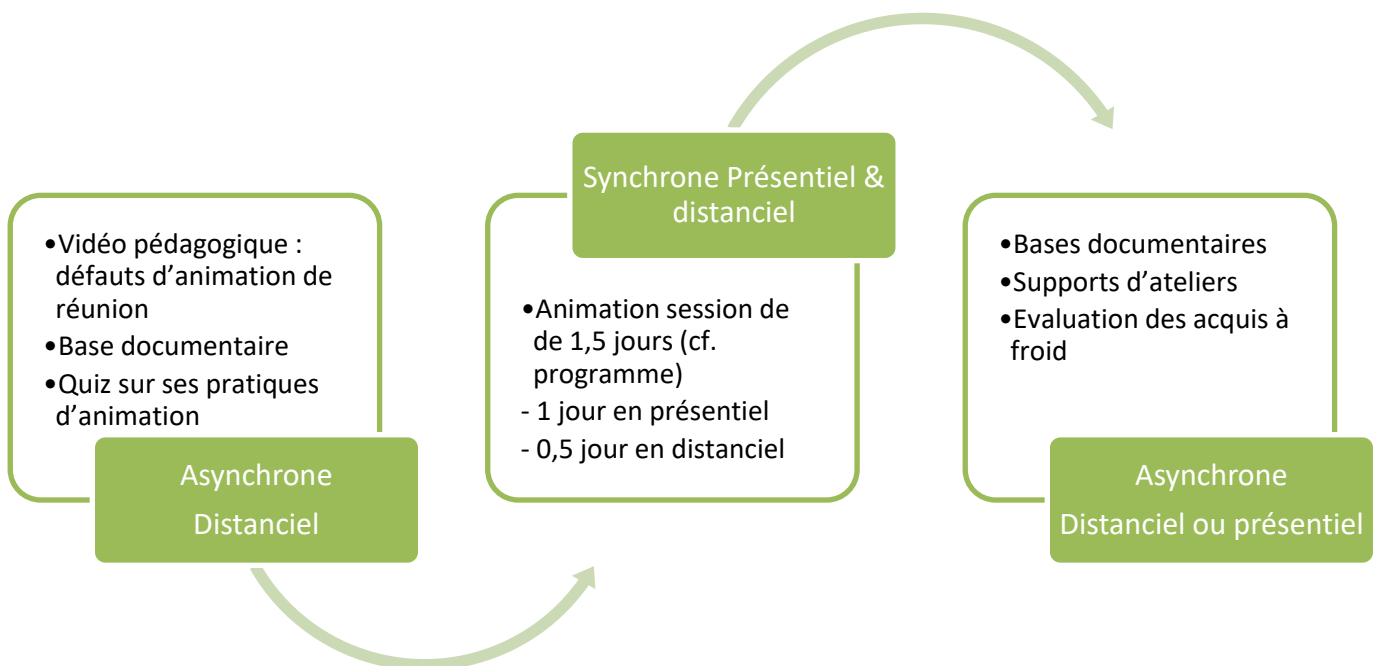 •Vidéo pédagogique :
défauts d’animation de
réunion
•Base documentaire
•Quiz sur ses pratiques
d’animation
Asynchrone
Distanciel
Synchrone Présentiel &
distanciel
•Animation session de
de 1,5 jours (cf.
programme)
- 1 jour en présentiel
- 0,5 jour en distanciel
•Bases documentaires
•Supports d’ateliers
•Evaluation des acquis à
froid
Asynchrone
Distanciel ou présentiel